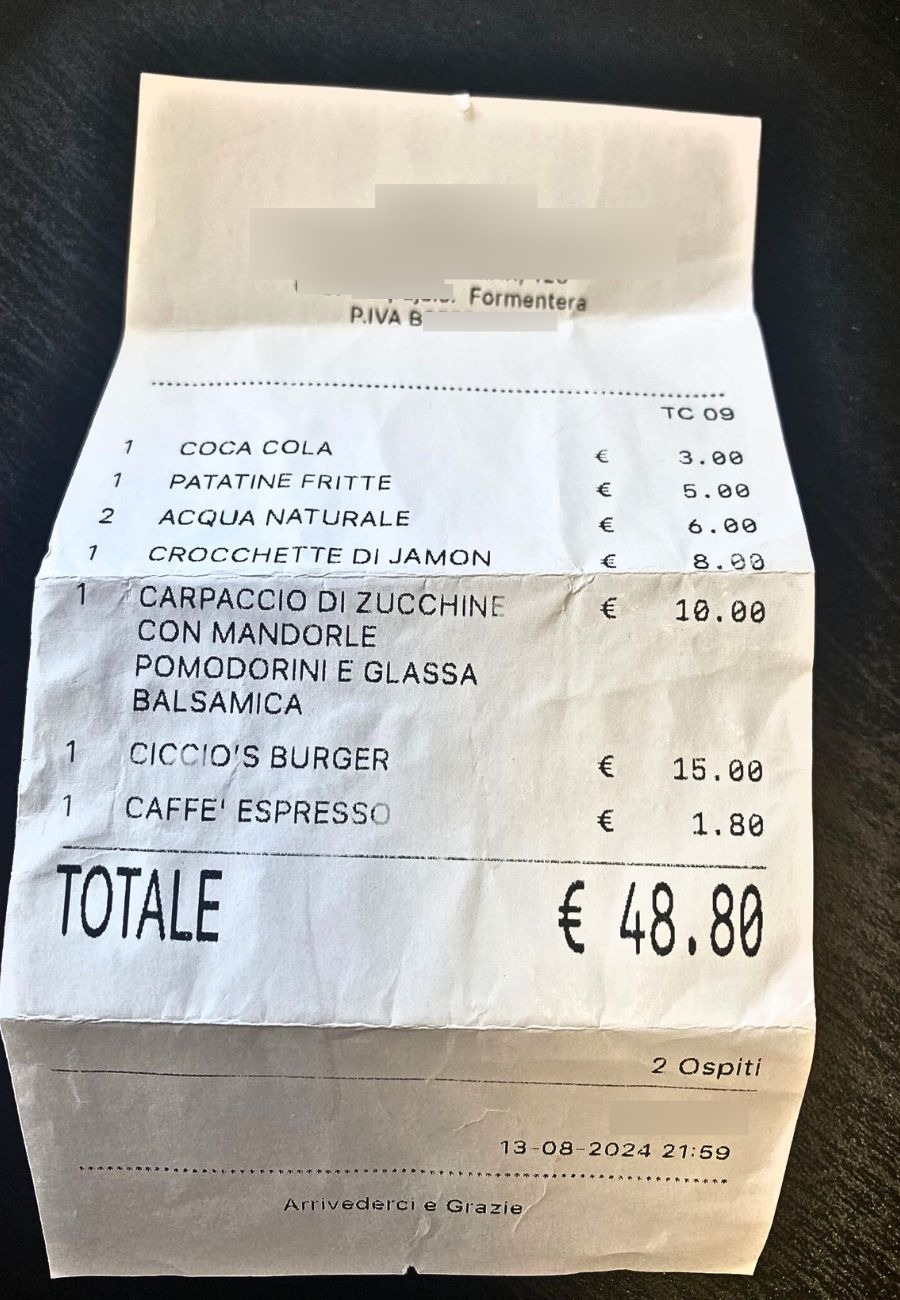 Formentera
P.IVA B
TC 09
1 COCA COLA € 3.00
1 PATATINE FRITTE € 5.00
2 ACQUA NATURALE € 6.00
1 CROCCHETTE DI JAMON € 8.00
1 CARPACCIO DI ZUCCHINE € 10.00
CON MANDORLE
POMODORINI E GLASSA
BALSAMICA
1 CICCIO'S BURGER € 15.00
1 CAFFE' ESPRESSO € 1.80
TOTALE € 48.80
2 Ospiti
13-08-2024 21:59
Arrivederci e Grazie